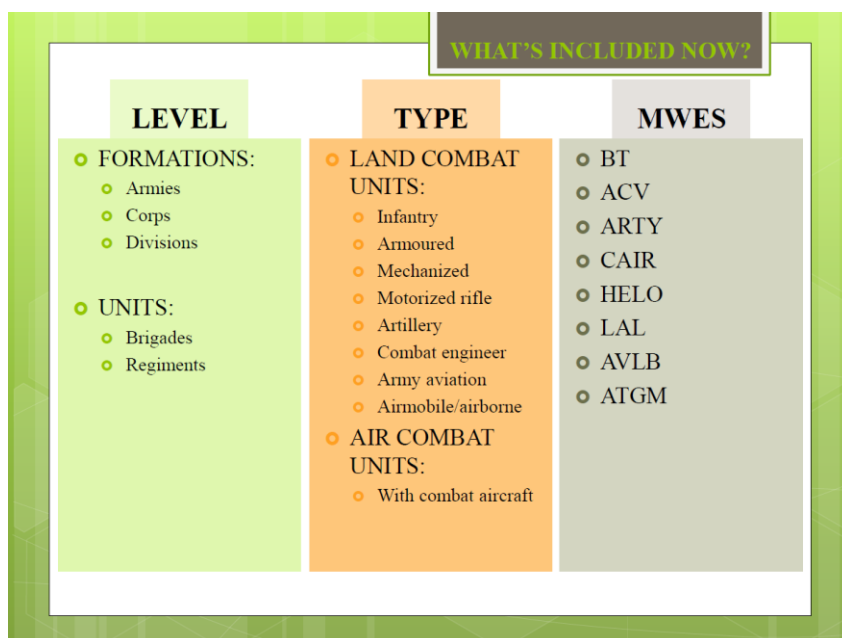 WHAT'S INCLUDED NOW?
LEVEL
FORMATIONS:
Armies
Corps
Divisions
UNITS:
Brigades
Regiments
TYPE
LAND COMBAT
UNITS:
Infantry
Armoured
Mechanized
Motorized rifle
Artillery
Combat engineer
Army aviation
Airmobile/airborne
AIR COMBAT
UNITS:
With combat aircraft
MWES
BT
ACV
ARTY
CAIR
HELO
LAL
AVLB
ATGM